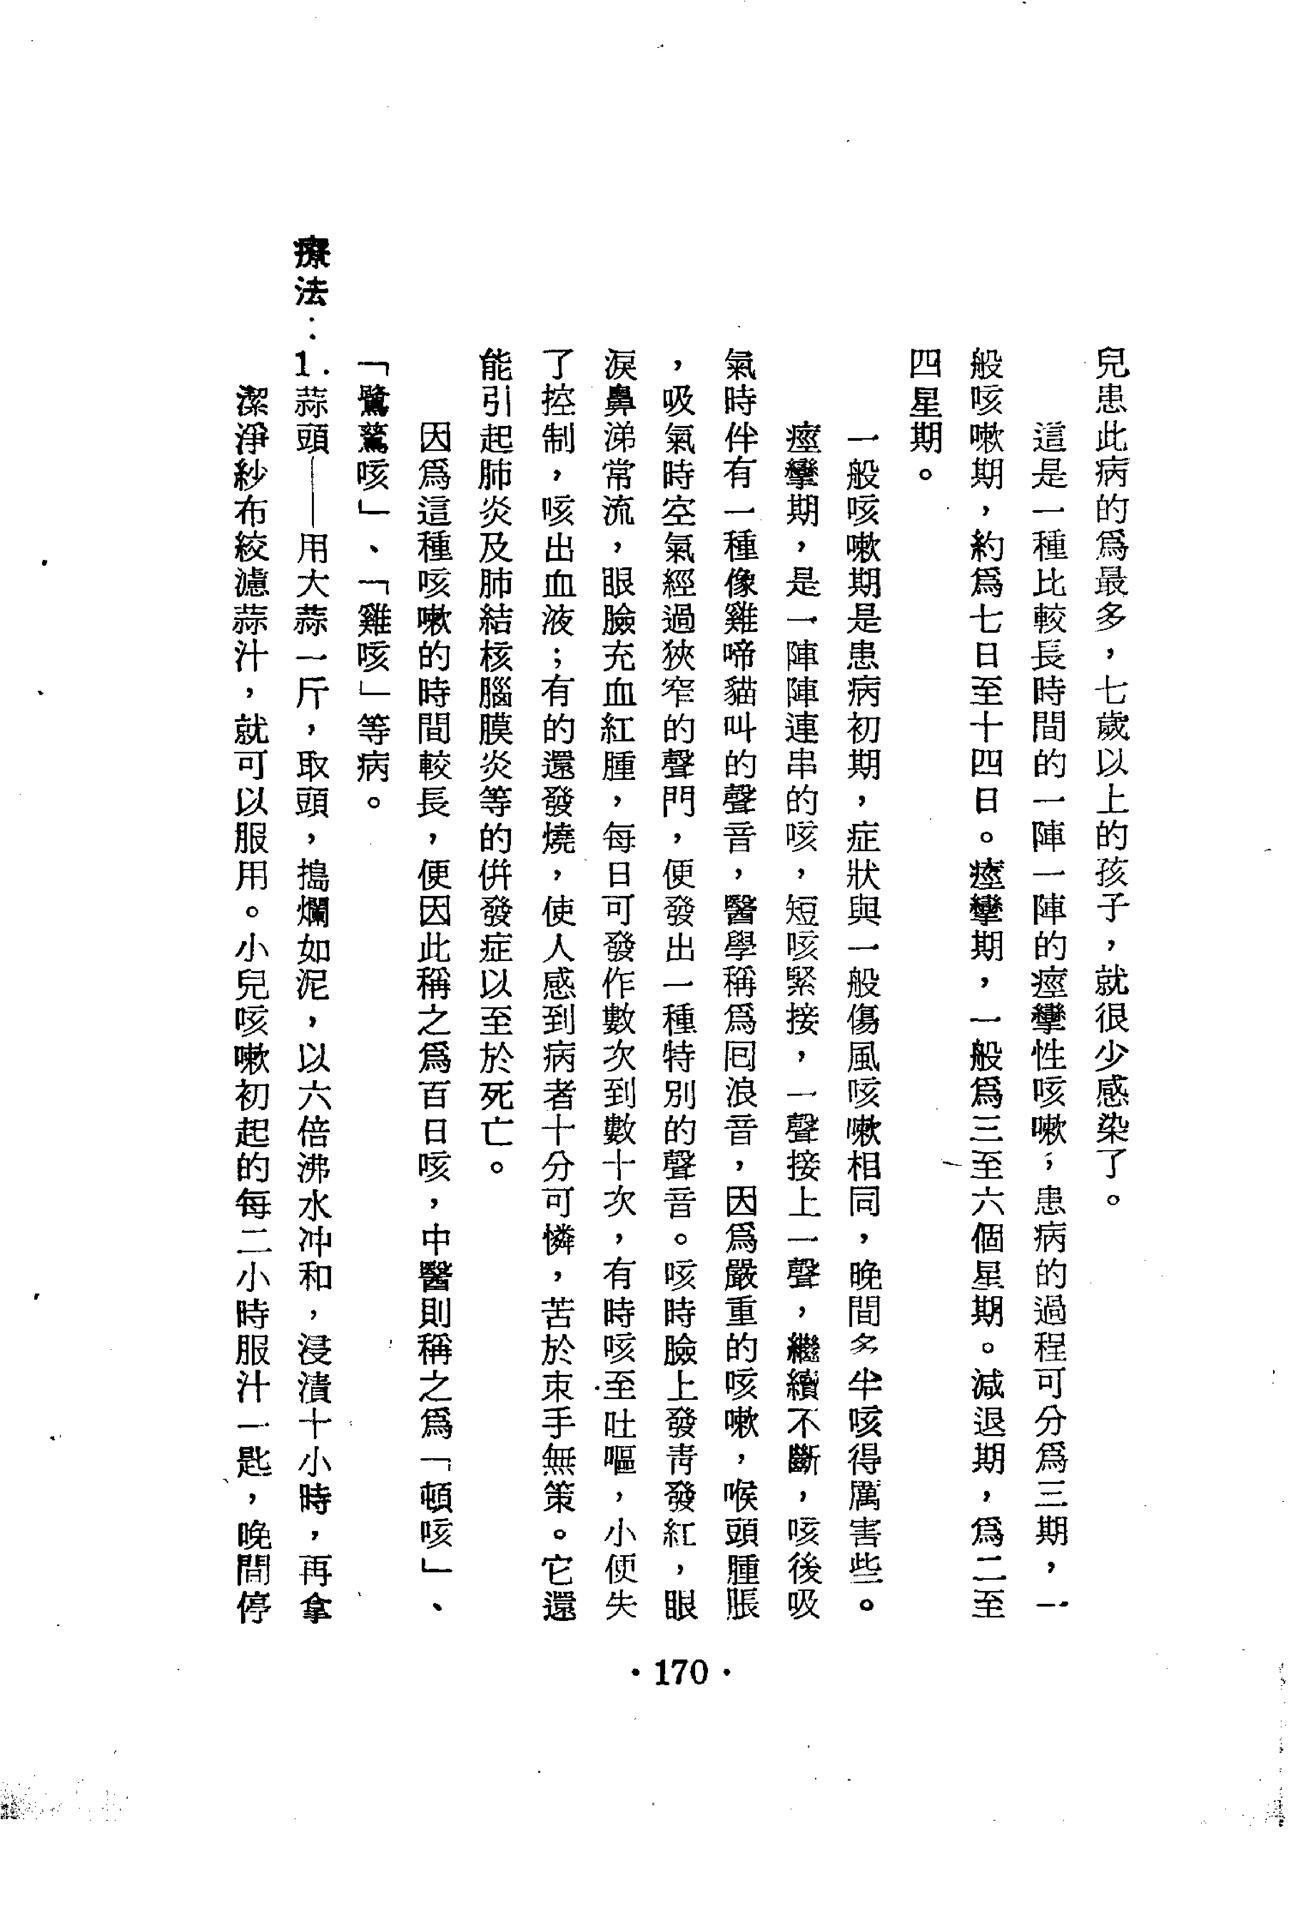 兒患此病的爲最多，七歲以上的孩子，就很少感染了。
這是一種比較長時間的一陣一陣的痙攣性咳嗽；患病的過程可分爲三期，一
般咳嗽期，約爲七日至十四日。痙攣期，一般爲三至六個星期。減退期，爲二至
四星期。
一般咳嗽期是患病初期，症狀與一般傷風咳嗽相同，晚間多半咳得厲害些。
痙攣期，是一陣陣連串的咳，短咳緊接，一聲接上一聲，繼續不斷，咳後吸
氣時伴有一種像雞啼貓叫的聲音，醫學稱爲囘浪音，因爲嚴重的咳嗽，喉頭腫脹
，吸氣時空氣經過狹窄的聲門，便發出一種特別的聲音。咳時臉上發靑發紅，眼
淚鼻涕常流，眼臉充血紅腫，每日可發作數次到數十次，有時咳至吐嘔，小便失
了控制，咳出血液；有的還發燒，使人感到病者十分可憐，苦於束手無策。它還
能引起肺炎及肺結核腦膜炎等的併發症以至於死亡。
因爲這種咳嗽的時間較長，便因此稱之爲百日咳，中醫則稱之爲「頓咳」、
「鷺鶿咳」、「雞咳」等病。
療法：1.蒜頭——用大蒜一斤，取頭，搗爛如泥，以六倍沸水冲和，浸漬十小時，再拿
潔淨紗布絞濾蒜汁，就可以服用。小兒咳嗽初起的每二小時服汁一匙，晚間停
·170·